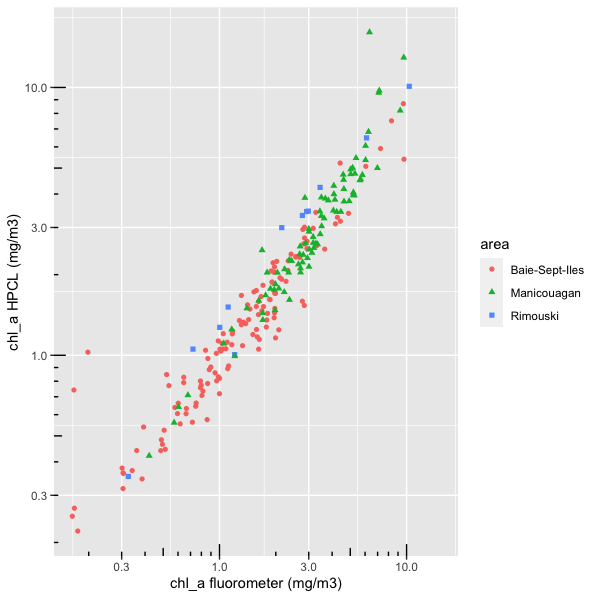 10.0
3.0
1.0
0.3
chl_a HPCL (mg/m3)
0.3 1.0 3.0 10.0
chl_a fluorometer (mg/m3)
area
Baie-Sept-Iles
Manicouagan
Rimouski